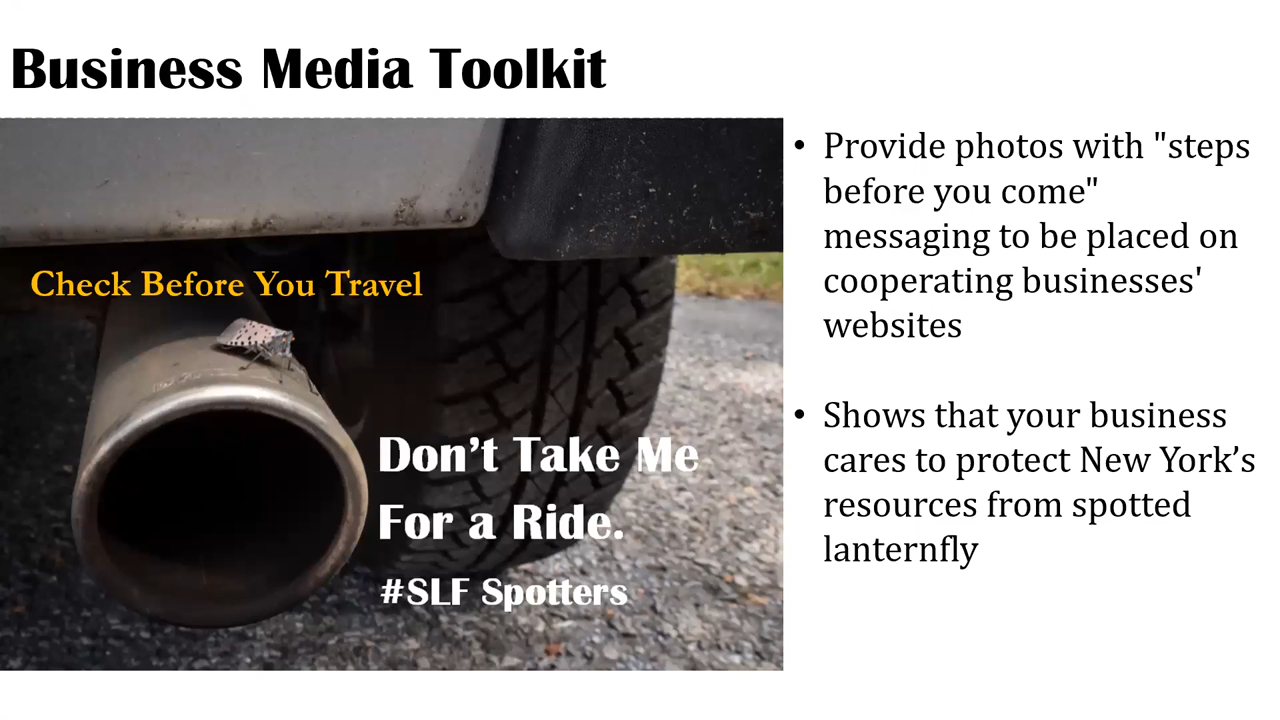 Business Media Toolkit
Check Before You Travel
Don’t Take Me
For a Ride.
#SLF Spotters
• Provide photos with "steps
before you come"
messaging to be placed on
cooperating businesses'
websites
• Shows that your business
cares to protect New York’s
resources from spotted
lanternfly